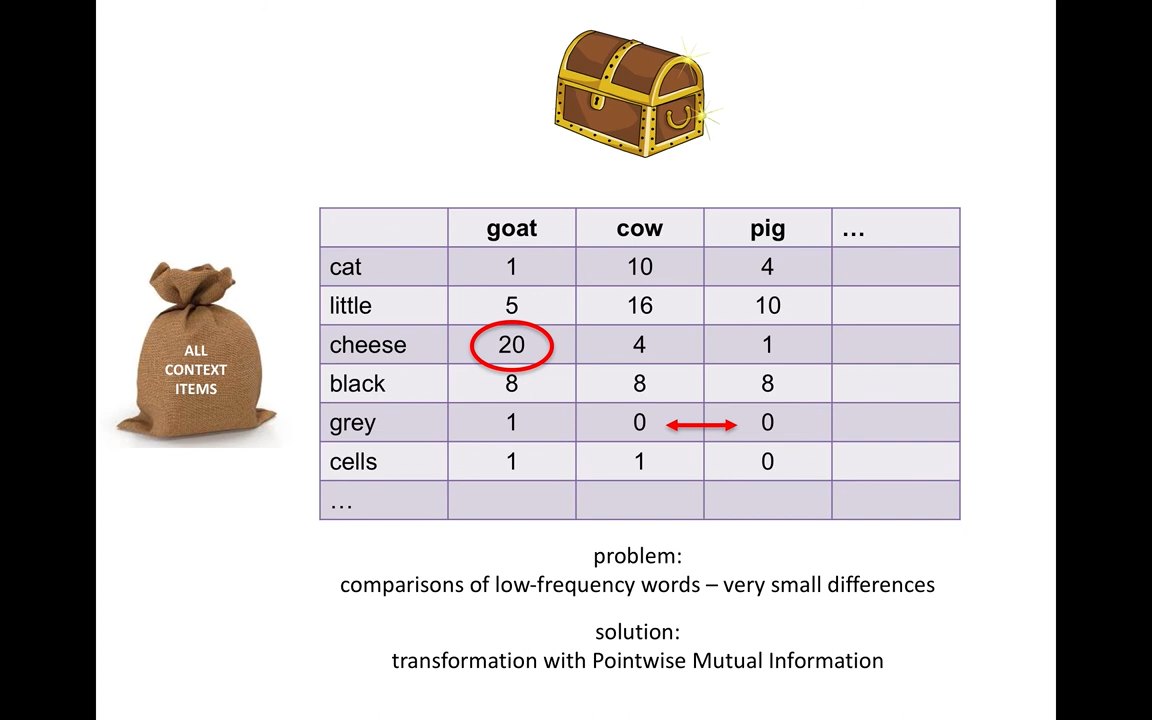 goat cow pig …
cat 1 10 4
little 5 16 10
ALL
CONTEXT
ITEMS
cheese 20 4 1
black 8 8 8
grey 1 0 0
cells 1 1 0
…
problem:
comparisons of low-frequency words – very small differences
solution:
transformation with Pointwise Mutual Information